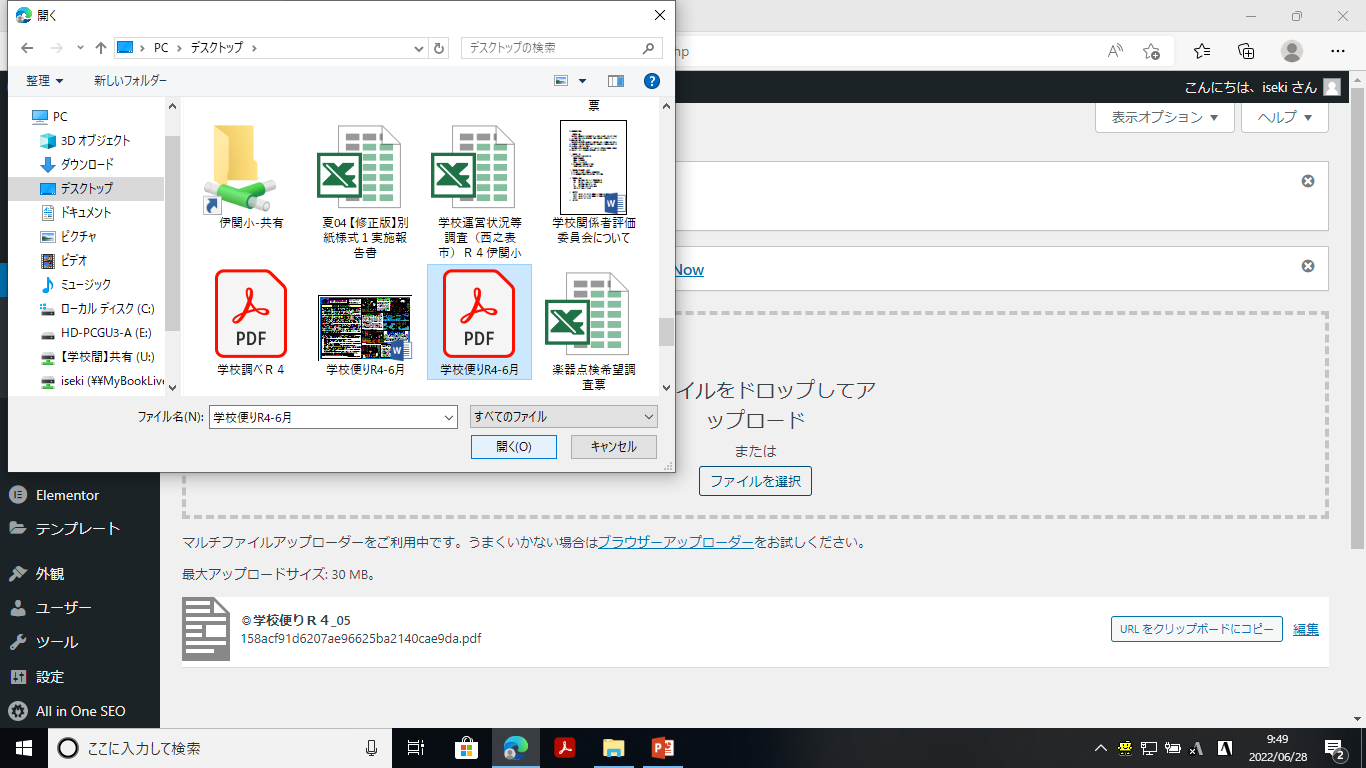 開く
PC › デスクトップ ›
デスクトップの検索
np
整理
新しいフォルダー
こんにちは、iseki さん
表示オプション ▼
ヘルプ ▼
PC
3D オブジェクト
ダウンロード
デスクトップ
ドキュメント
ピクチャ
ビデオ
ミュージック
ローカル ディスク (C:)
HD-PCGU3-A (E:)
【学校間】共有 (U:)
iseki (¥¥MyBookLive
票
伊関小-共有
夏04【修正版】別
紙様式１実施報
告書
学校運営状況等
調査（西之表
市）Ｒ４伊関小
学校関係者評価
委員会について
PDF
学校調べＲ４
学校便りR4-6月
PDF
学校便りR4-6月
楽器点検希望調
査票
ファイル名(N):
学校便りR4-6月
すべてのファイル
開く(O)
キャンセル
Now
イルをドロップしてア
ップロード
または
ファイルを選択
マルチファイルアップローダーをご利用中です。うまくいかない場合はブラウザーアップローダーをお試しください。
最大アップロードサイズ: 30 MB。
◎学校便りＲ４_05
158acf91d6207ae96625ba2140cae9da.pdf
URL をクリップボードにコピー
編集
Elementor
テンプレート
外観
ユーザー
ツール
設定
All in One SEO
ここに入力して検索
9:49
2022/06/28
2